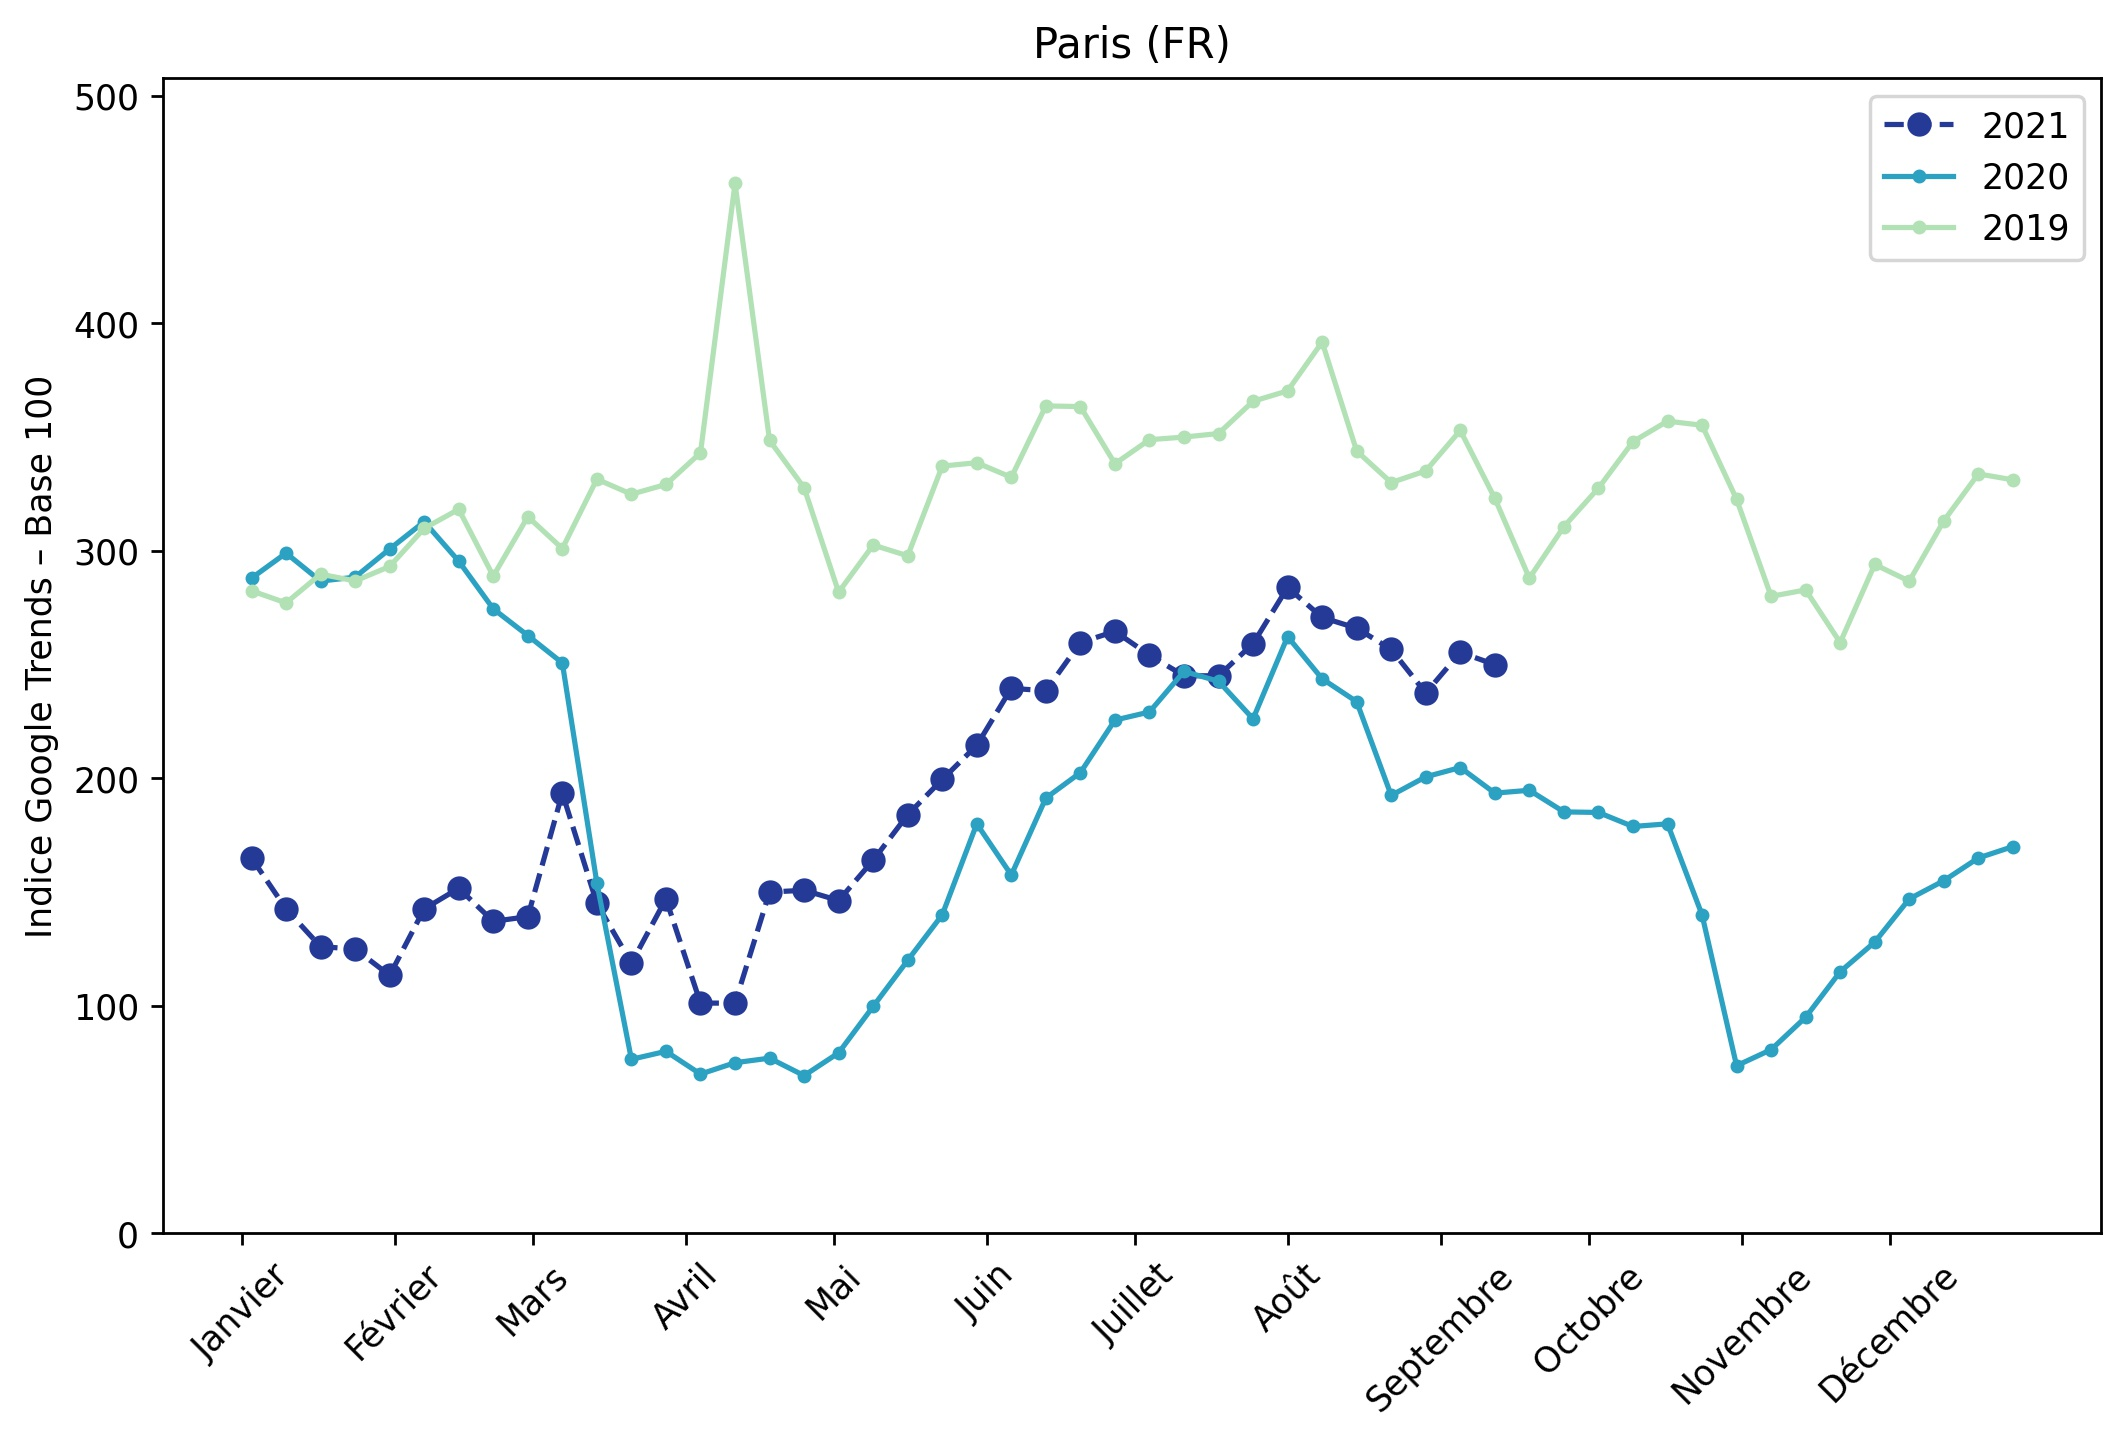 Paris (FR)
500
400
300
200
100
0
Indice Google Trends – Base 100
2021
2020
2019
Janvier
Février
Mars
Avril
Mai
Juin
Juillet
Août
Septembre
Octobre
Novembre
Décembre